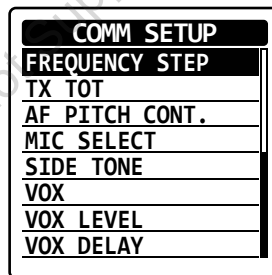 COMM SETUP
FREQUENCY STEP
TX TOT
AF PITCH CONT.
MIC SELECT
SIDE TONE
VOX
VOX LEVEL
VOX DELAY